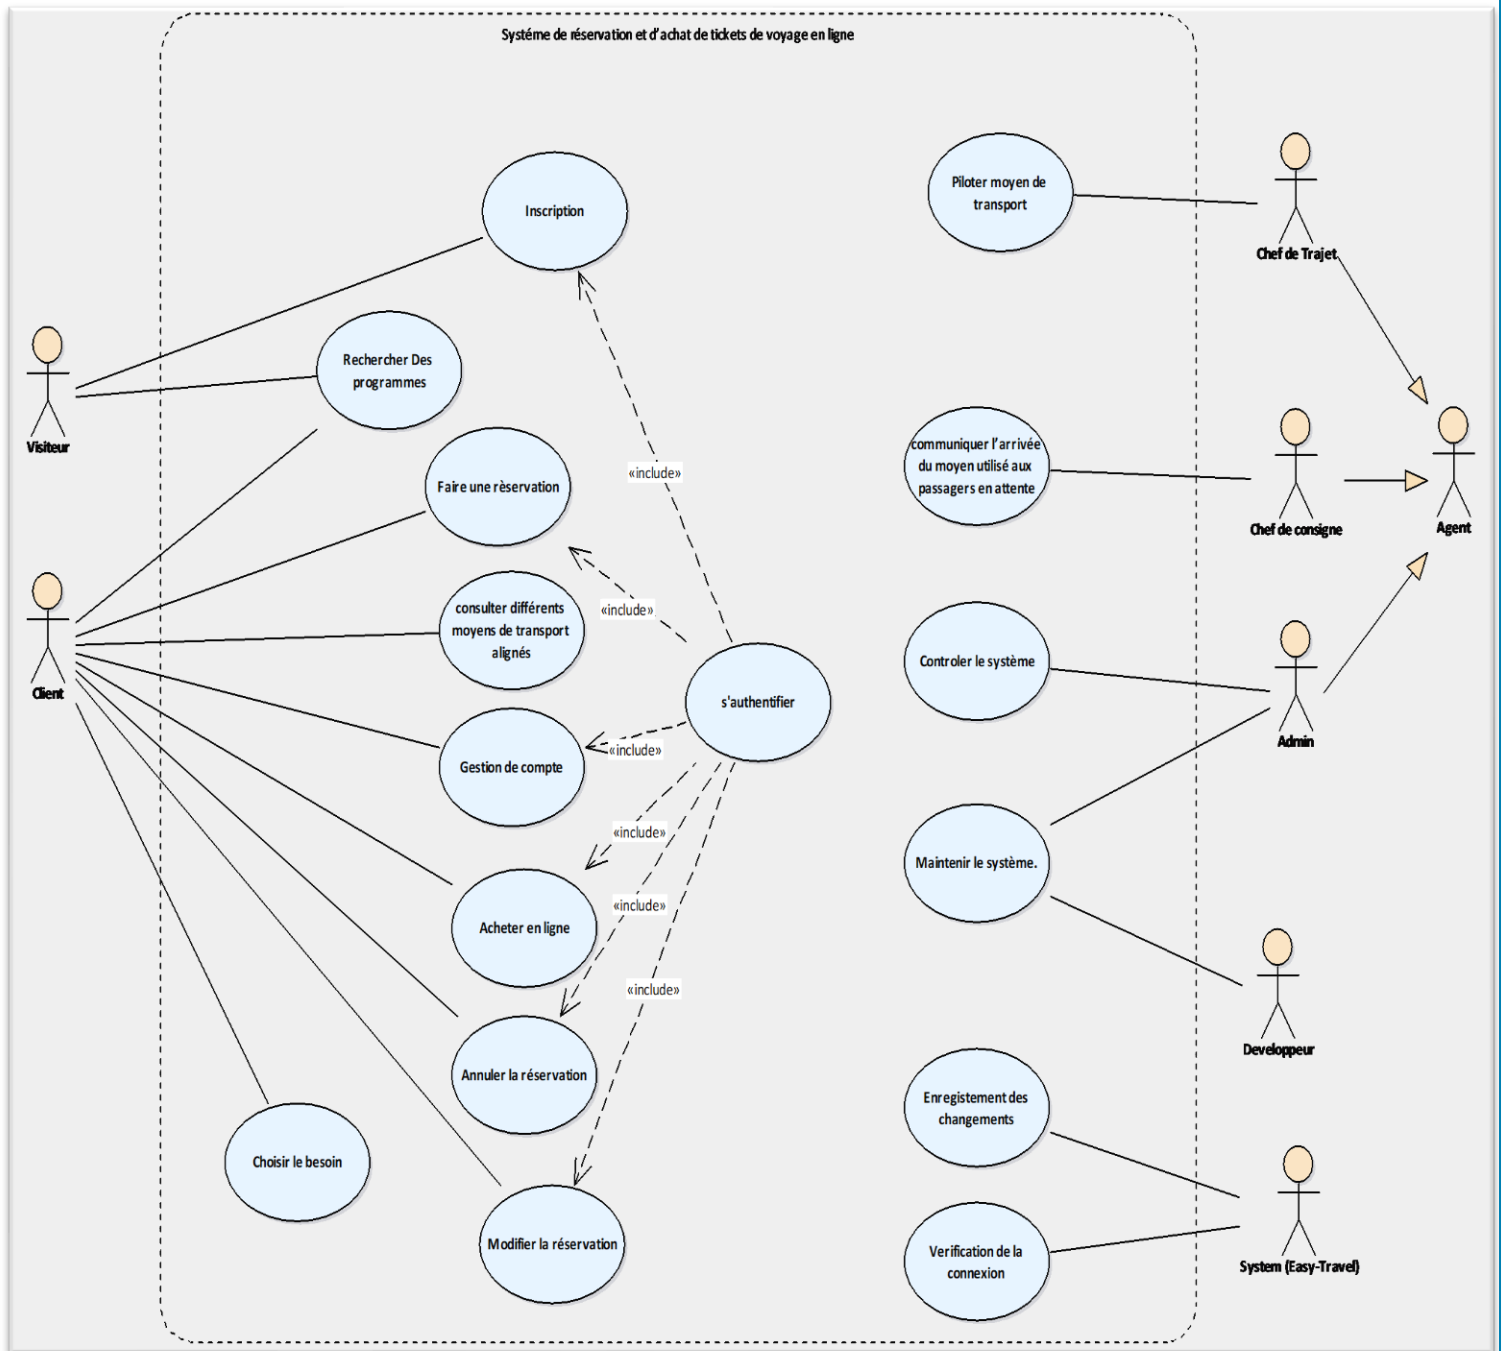 Systéme de réservation et d'achat de tickets de voyage en ligne
Inscription
Rechercher Des
programmes
Visiteur
Faire une rèservation
consulter différents
moyens de transport
alignés
Client
Gestion de compte
Acheter en ligne
Annuler la réservation
Choisir le besoin
Modifier la réservation
«include»
«include»
«include»
«include»
«include»
«include»
s'authentifier
Piloter moyen de
transport
Chef de Trajet
communiquer l'arrivée
du moyen utilisé aux
passagers en attente
Chef de consigne
Agent
Controler le système
Admin
Maintenir le système.
Developpeur
Enregistement des
changements
Verification de la
connexion
System (Easy-Travel)